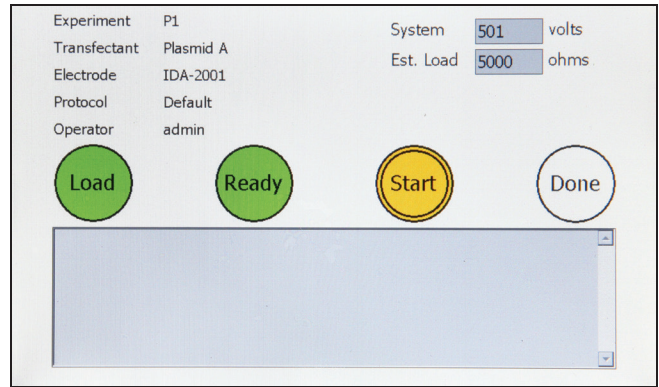 Experiment P1
Transfectant Plasmid A
Electrode IDA-2001
Protocol Default
Operator admin
System 501 volts
Est. Load 5000 ohms
Load Ready Start Done